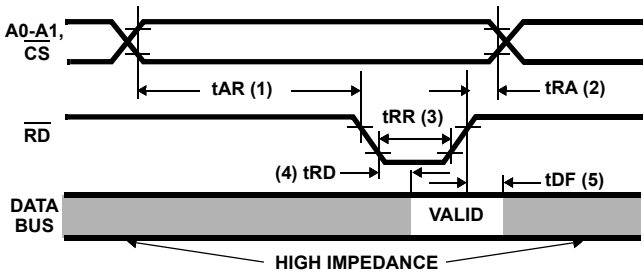 A0-A1,
CS
tAR (1)
tRA (2)
RD
tRR (3)
(4) tRD
tDF (5)
DATA
BUS
VALID
HIGH IMPEDANCE